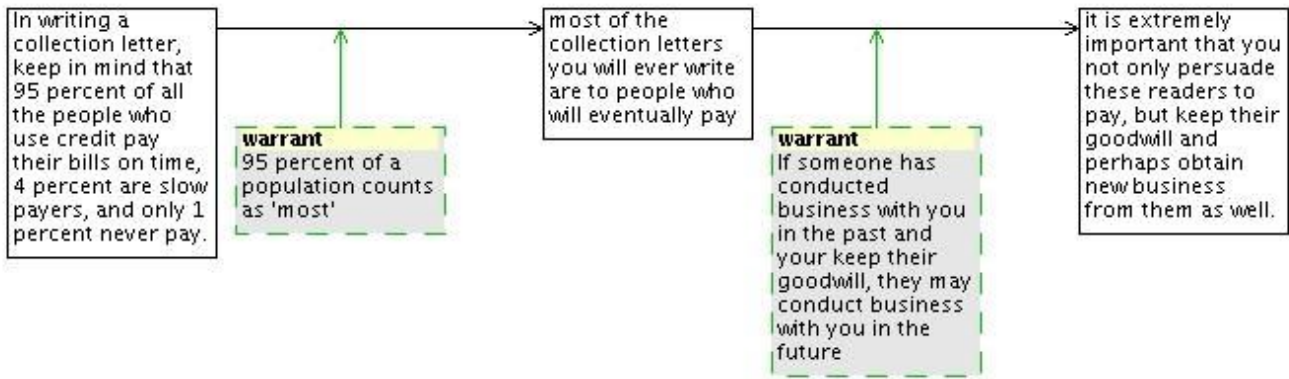 In writing a
collection letter,
keep in mind that
95 percent of all
the people who
use credit pay
their bills on time,
4 percent are slow
payers, and only 1
percent never pay.
warrant
95 percent of a
population counts
as 'most'
most of the
collection letters
you will ever write
are to people who
will eventually pay
warrant
If someone has
conducted
business with you
in the past and
your keep their
goodwill, they may
conduct business
with you in the
future
it is extremely
important that you
not only persuade
these readers to
pay, but keep their
goodwill and
perhaps obtain
new business
from them as well.